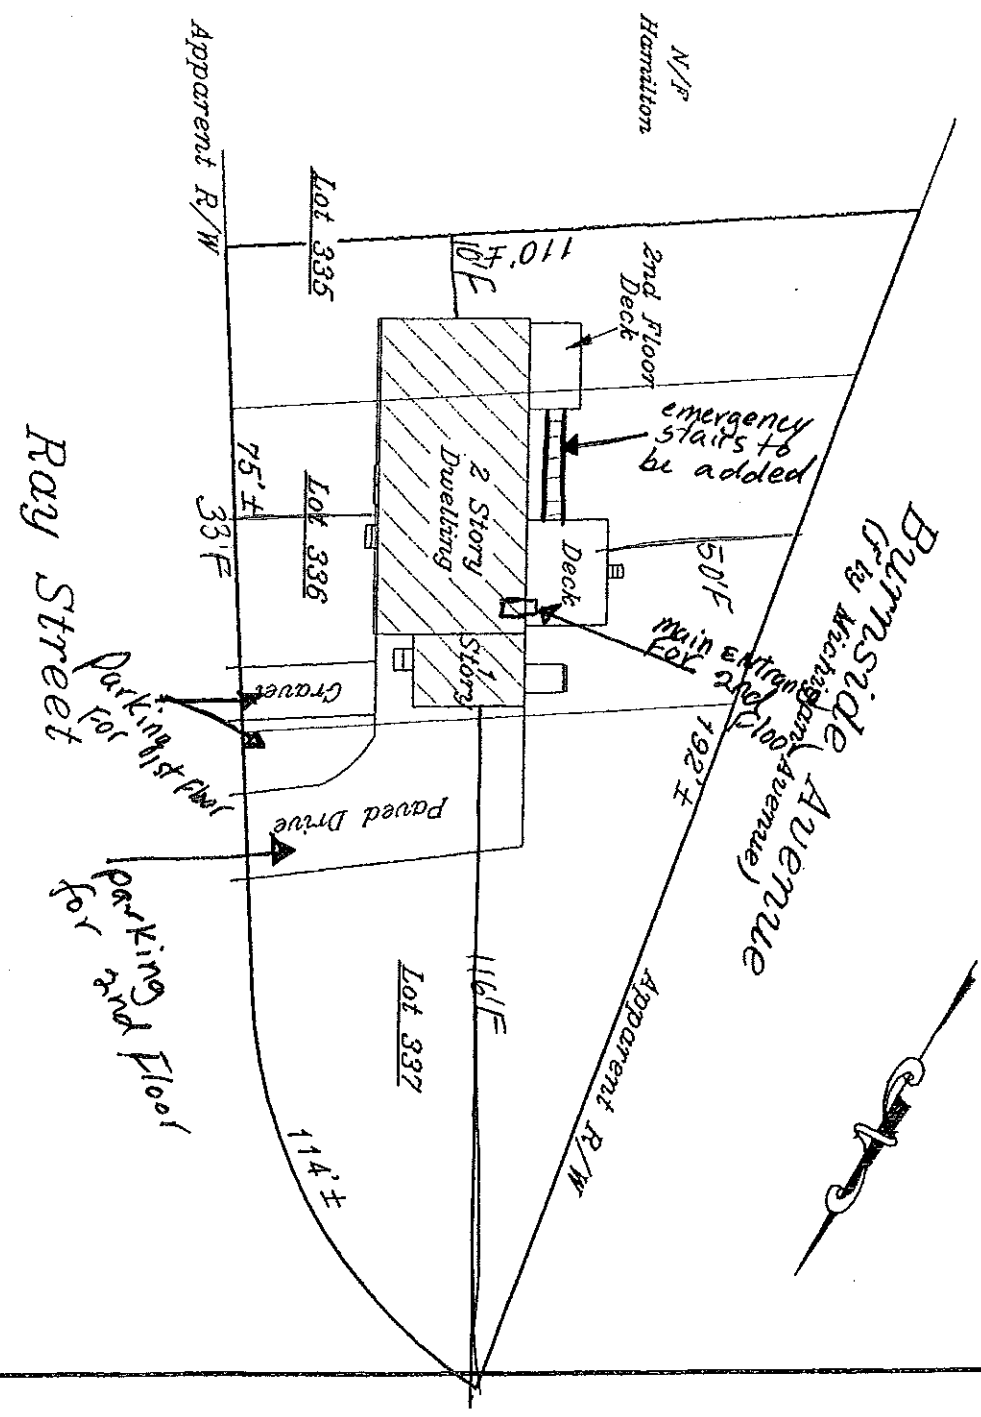 N/F
Hamilton
Apparent R/W
Lot 335
110'±
10'F
2nd Floor
Deck
emergency
stairs to
be added
2 Story
Dwelling
Deck
50'F
Burnside Avenue
(F'ly Michigan Avenue)
main entrance
for 2nd floor
75'±
33'F
Lot 336
1
Story
Gravel
Ray Street
Parking
for
1st floor
Paved Drive
parking
for 2nd Floor
192'±
Apparent R/W
Lot 337
116'F
114'±